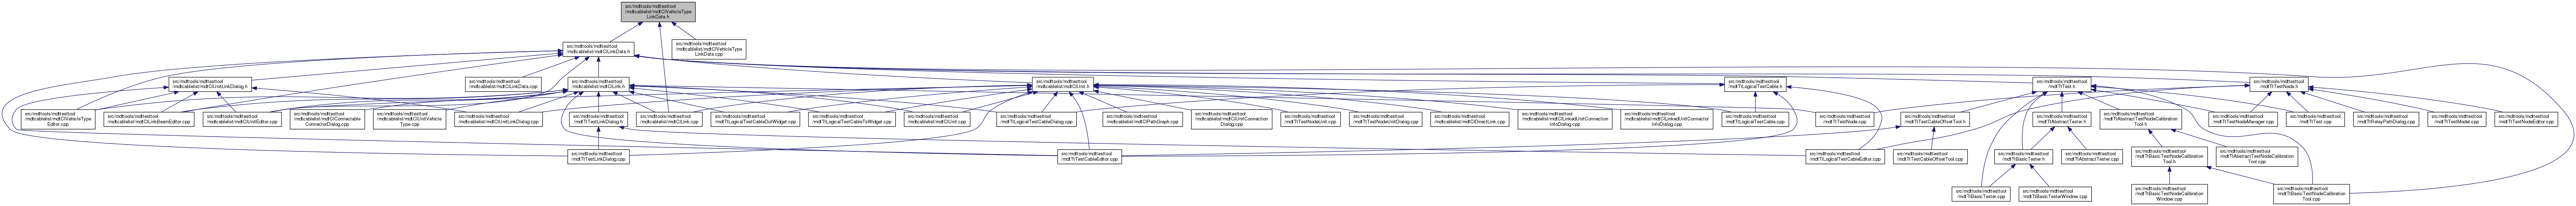 src/mdtools/mdttesttool
/mdtcablelist/mdtClVehicleType
LinkData.h
src/mdtools/mdttesttool
/mdtcablelist/mdtClLinkData.h
src/mdtools/mdttesttool
/mdtcablelist/mdtClVehicleType
LinkData.cpp
src/mdtools/mdttesttool
/mdtcablelist/mdtClUnitLinkDialog.h
src/mdtools/mdttesttool
/mdtcablelist/mdtClLinkData.cpp
src/mdtools/mdttesttool
/mdtcablelist/mdtClLink.h
src/mdtools/mdttesttool
/mdtcablelist/mdtClUnit.h
src/mdtools/mdttesttool
/mdtTtLogicalTestCable.h
src/mdtools/mdttesttool
/mdtTtTest.h
src/mdtools/mdttesttool
/mdtTtTestNode.h
src/mdtools/mdttesttool
/mdtcablelist/mdtClVehicleType
Editor.cpp
src/mdtools/mdttesttool
/mdtcablelist/mdtClLinkBeamEditor.cpp
src/mdtools/mdttesttool
/mdtcablelist/mdtClUnitEditor.cpp
src/mdtools/mdttesttool
/mdtcablelist/mdtClConnectable
ConnectorDialog.cpp
src/mdtools/mdttesttool
/mdtcablelist/mdtClUnitVehicle
Type.cpp
src/mdtools/mdttesttool
/mdtcablelist/mdtClUnitLinkDialog.cpp
src/mdtools/mdttesttool
/mdtTtTestLinkDialog.h
src/mdtools/mdttesttool
/mdtcablelist/mdtClLink.cpp
src/mdtools/mdttesttool
/mdtTtLogicalTestCableDutWidget.cpp
src/mdtools/mdttesttool
/mdtTtLogicalTestCableTsWidget.cpp
src/mdtools/mdttesttool
/mdtcablelist/mdtClUnit.cpp
src/mdtools/mdttesttool
/mdtTtLogicalTestCableDialog.cpp
src/mdtools/mdttesttool
/mdtcablelist/mdtClPathGraph.cpp
src/mdtools/mdttesttool
/mdtcablelist/mdtClUnitConnection
Dialog.cpp
src/mdtools/mdttesttool
/mdtTtTestNodeUnit.cpp
src/mdtools/mdttesttool
/mdtTtTestNodeUnitDialog.cpp
src/mdtools/mdttesttool
/mdtcablelist/mdtClDirectLink.cpp
src/mdtools/mdttesttool
/mdtcablelist/mdtClLinkedUnitConnection
InfoDialog.cpp
src/mdtools/mdttesttool
/mdtcablelist/mdtClLinkedUnitConnector
InfoDialog.cpp
src/mdtools/mdttesttool
/mdtTtLogicalTestCable.cpp
src/mdtools/mdttesttool
/mdtTtTestNode.cpp
src/mdtools/mdttesttool
/mdtTtTestCableOffsetTool.h
src/mdtools/mdttesttool
/mdtTtAbstractTester.h
src/mdtools/mdttesttool
/mdtTtAbstractTestNodeCalibration
Tool.h
src/mdtools/mdttesttool
/mdtTtTestNodeManager.cpp
src/mdtools/mdttesttool
/mdtTtTest.cpp
src/mdtools/mdttesttool
/mdtTtRelayPathDialog.cpp
src/mdtools/mdttesttool
/mdtTtTestModel.cpp
src/mdtools/mdttesttool
/mdtTtTestNodeEditor.cpp
src/mdtools/mdttesttool
/mdtTtTestLinkDialog.cpp
src/mdtools/mdttesttool
/mdtTtTestCableEditor.cpp
src/mdtools/mdttesttool
/mdtTtLogicalTestCableEditor.cpp
src/mdtools/mdttesttool
/mdtTtTestCableOffsetTool.cpp
src/mdtools/mdttesttool
/mdtTtBasicTester.h
src/mdtools/mdttesttool
/mdtTtAbstractTester.cpp
src/mdtools/mdttesttool
/mdtTtBasicTestNodeCalibration
Tool.h
src/mdtools/mdttesttool
/mdtTtAbstractTestNodeCalibration
Tool.cpp
src/mdtools/mdttesttool
/mdtTtBasicTester.cpp
src/mdtools/mdttesttool
/mdtTtBasicTesterWindow.cpp
src/mdtools/mdttesttool
/mdtTtBasicTestNodeCalibration
Window.cpp
src/mdtools/mdttesttool
/mdtTtBasicTestNodeCalibration
Tool.cpp